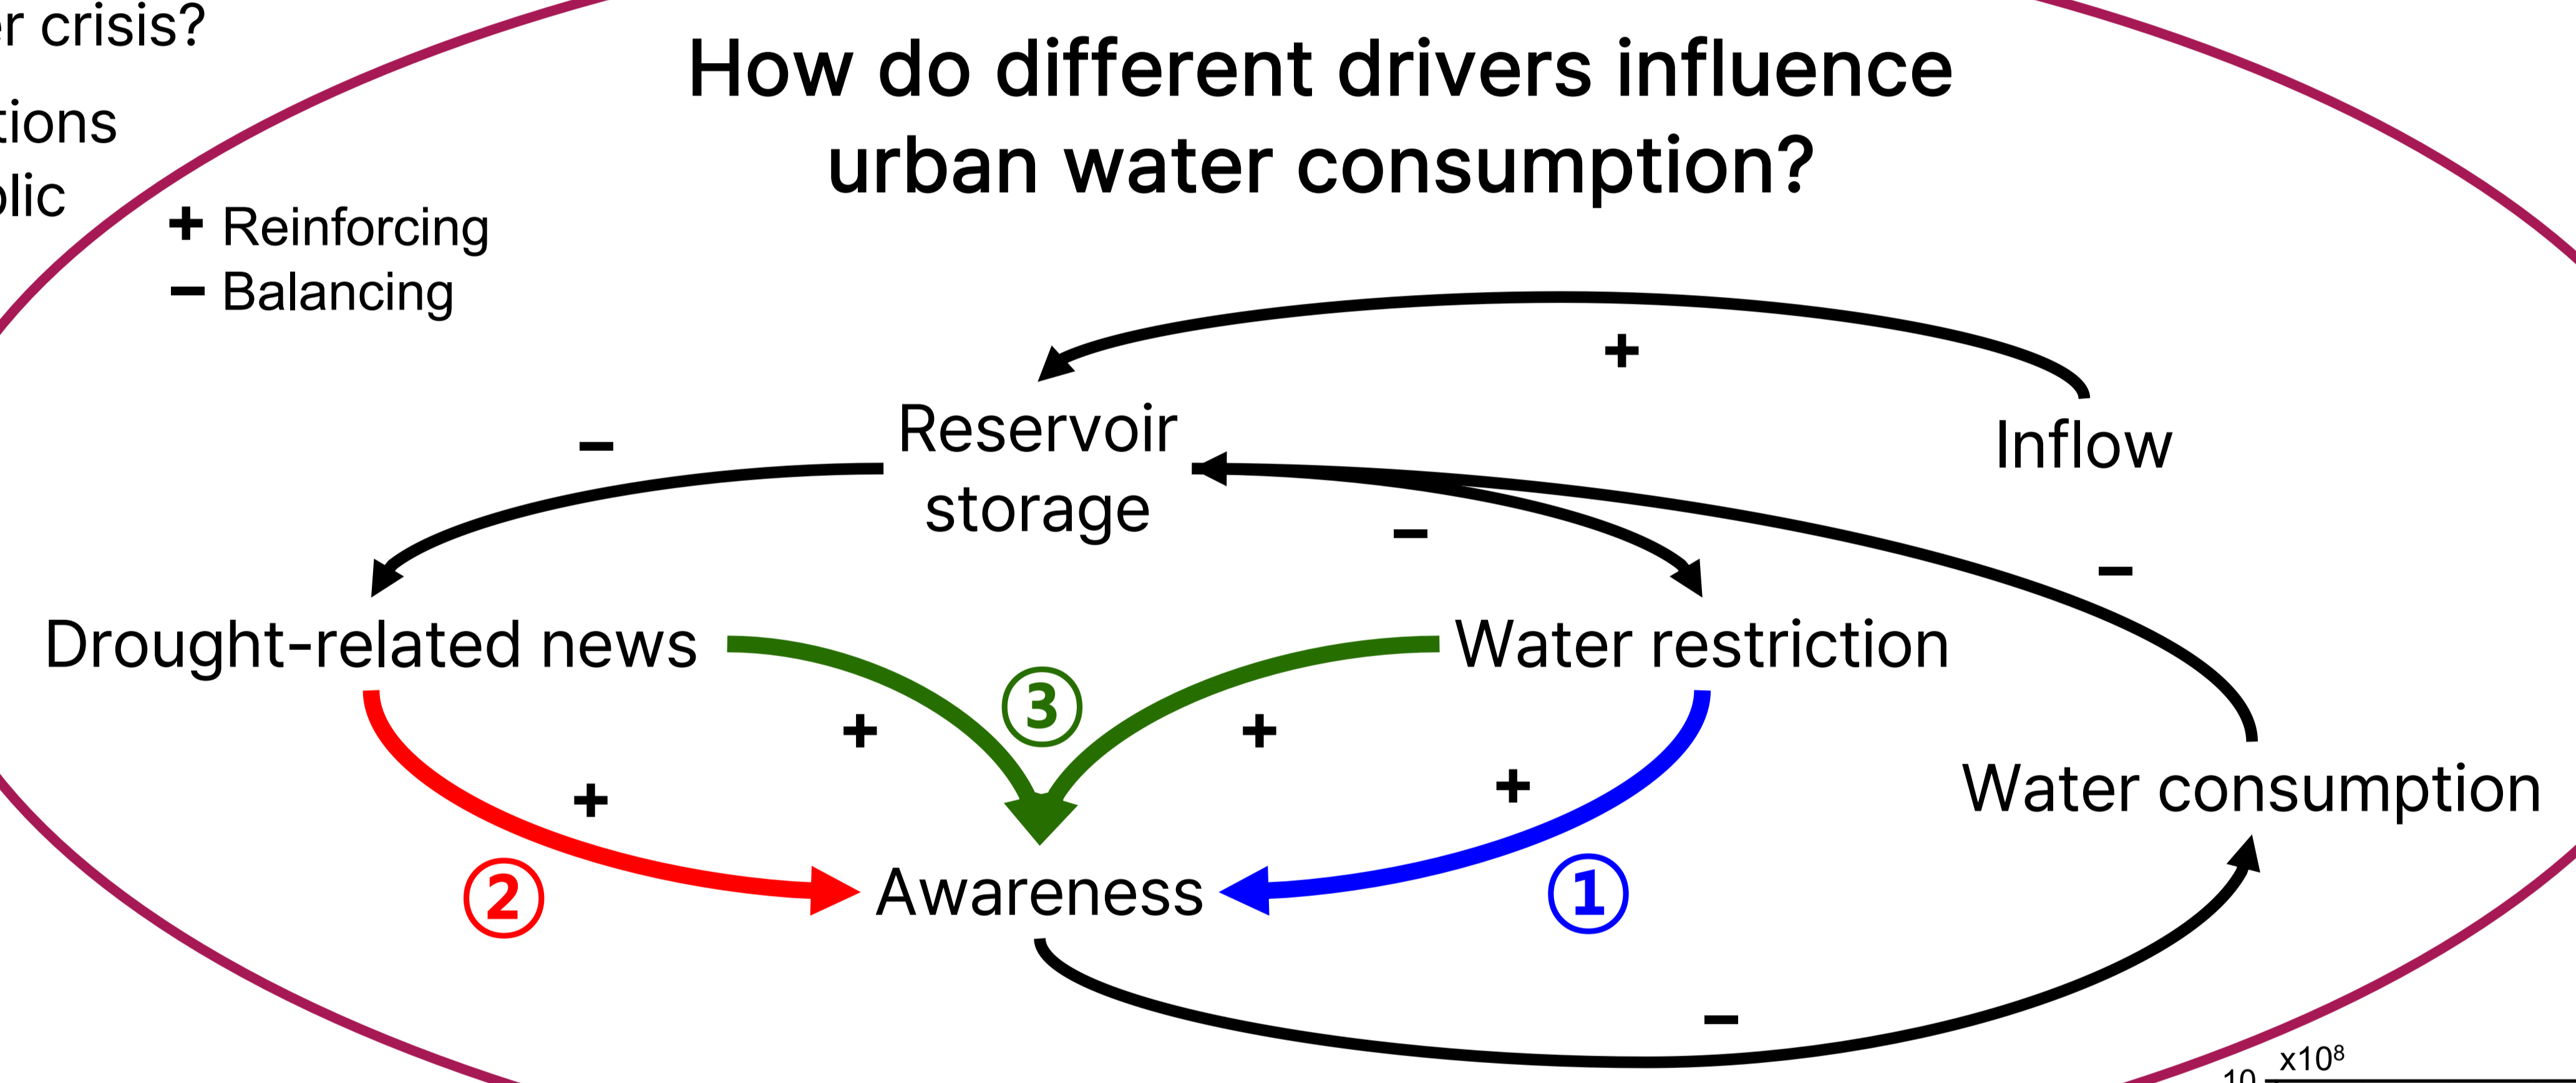 r crisis?
tions
lic
How do different drivers influence
urban water consumption?
+ Reinforcing
− Balancing
+
Inflow
Reservoir
storage
−
−
−
Drought-related news
Water restriction
③
+
+
+
+
Water consumption
②
Awareness
①
−
x10⁸
10